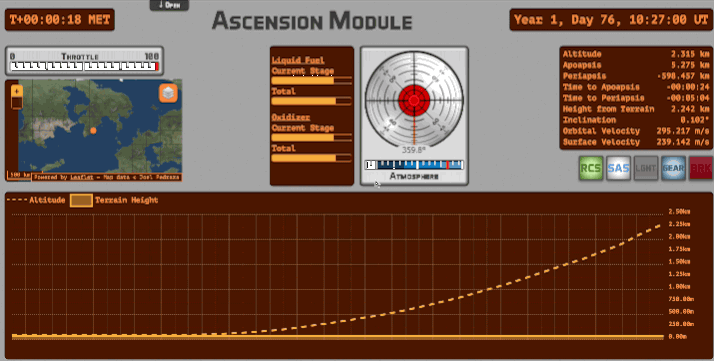 ↓ Open
T+00:00:18 MET
Ascension Module
Year 1, Day 76, 10:27:00 UT
0 Throttle 100
+
100 km
Powered by Leaflet — Map data © Joel Pedraza
Liquid Fuel
Current Stage
Total
Oxidizer
Current Stage
Total
359.8°
Atmosphere
Altitude 2.315 km
Apoapsis 5.275 km
Periapsis -598.457 km
Time to Apoapsis -00:00:24
Time to Periapsis -00:05:04
Height from Terrain 2.242 km
Inclination 0.102°
Orbital Velocity 295.217 m/s
Surface Velocity 239.142 m/s
RCS SAS LGHT GEAR BRK
Altitude Terrain Height
2.50km
2.25km
2.00km
1.75km
1.50km
1.25km
1.00km
750.00m
500.00m
250.00m
0.00m